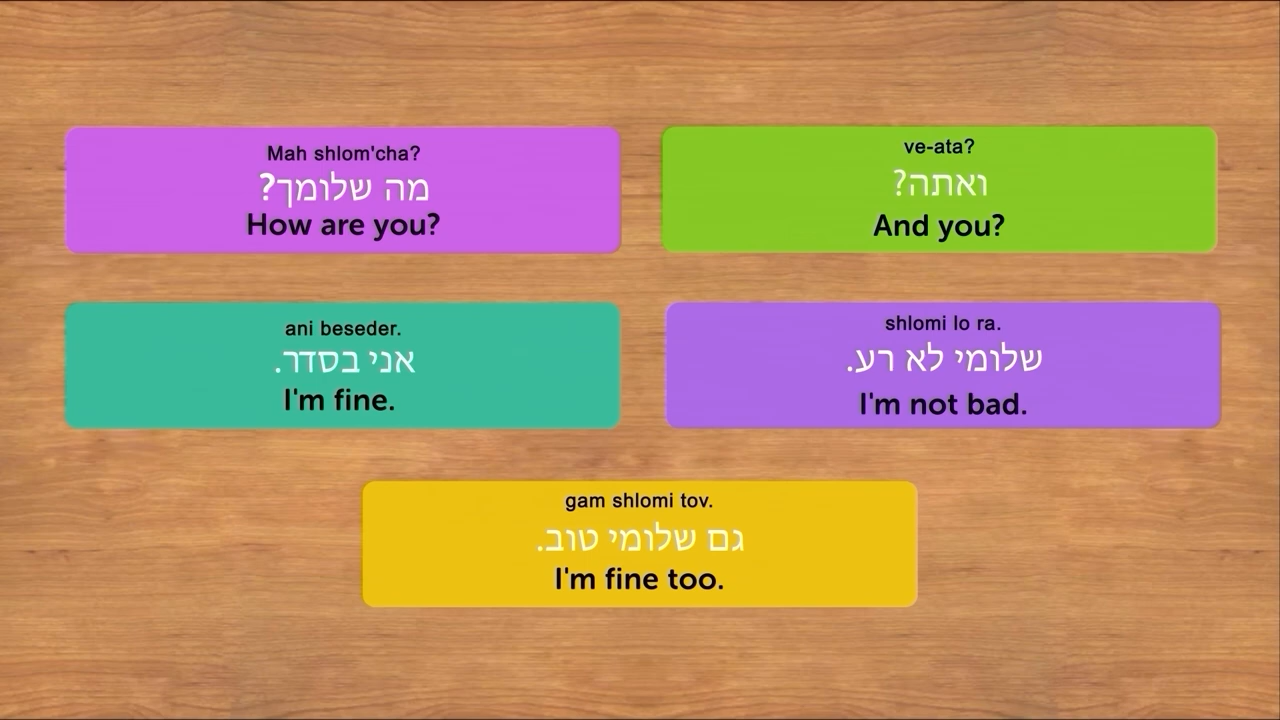 Mah shlom'cha?
מה שלומך?
How are you?
ve-ata?
ואתה?
And you?
ani beseder.
אני בסדר.
I'm fine.
shlomi lo ra.
שלומי לא רע.
I'm not bad.
gam shlomi tov.
גם שלומי טוב.
I'm fine too.